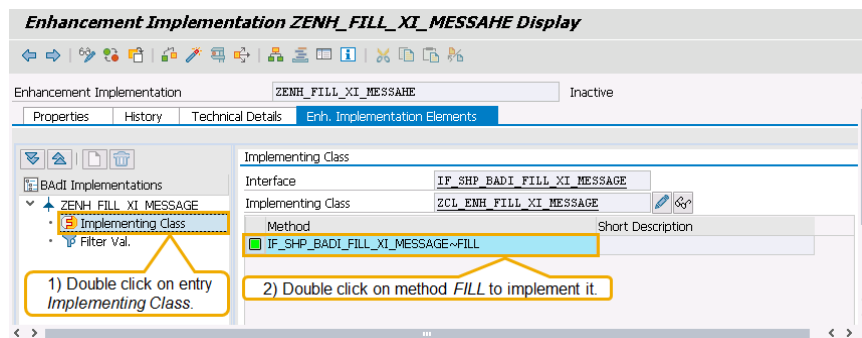 Enhancement Implementation ZENH_FILL_XI_MESSAHE Display
Enhancement Implementation ZENH_FILL_XI_MESSAHE Inactive
Properties History Technical Details Enh. Implementation Elements
Implementing Class
BAdI Implementations
Interface IF_SHP_BADI_FILL_XI_MESSAGE
ZENH_FILL_XI_MESSAGE
Implementing Class ZCL_ENH_FILL_XI_MESSAGE
Implementing Class
Method Short Description
Filter Val.
IF_SHP_BADI_FILL_XI_MESSAGE~FILL
1) Double click on entry
Implementing Class.
2) Double click on method FILL to implement it.